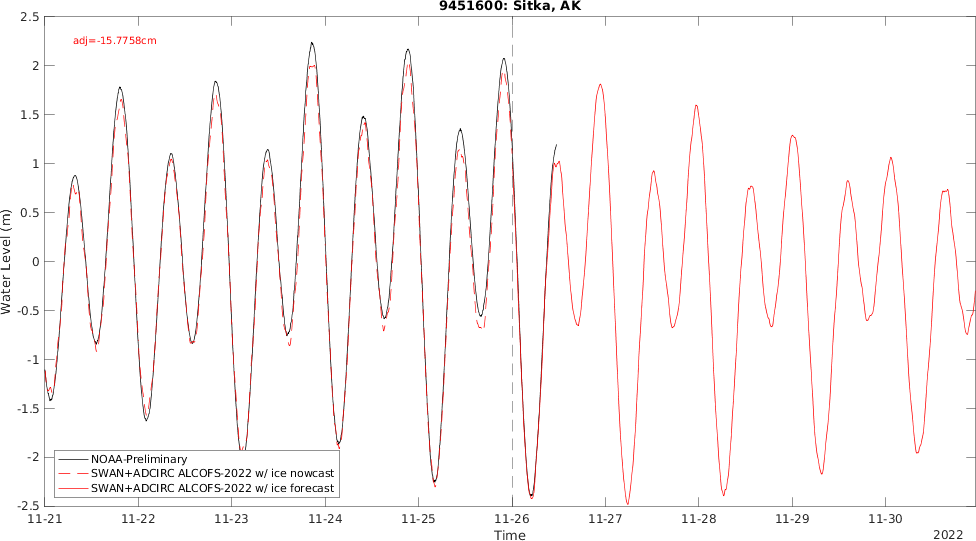 9451600: Sitka, AK
adj=-15.7758cm
2.5
2
1.5
1
0.5
0
-0.5
-1
-1.5
-2
-2.5
Water Level (m)
NOAA-Preliminary
SWAN+ADCIRC ALCOFS-2022 w/ ice nowcast
SWAN+ADCIRC ALCOFS-2022 w/ ice forecast
11-21 11-22 11-23 11-24 11-25 11-26 11-27 11-28 11-29 11-30
Time
2022